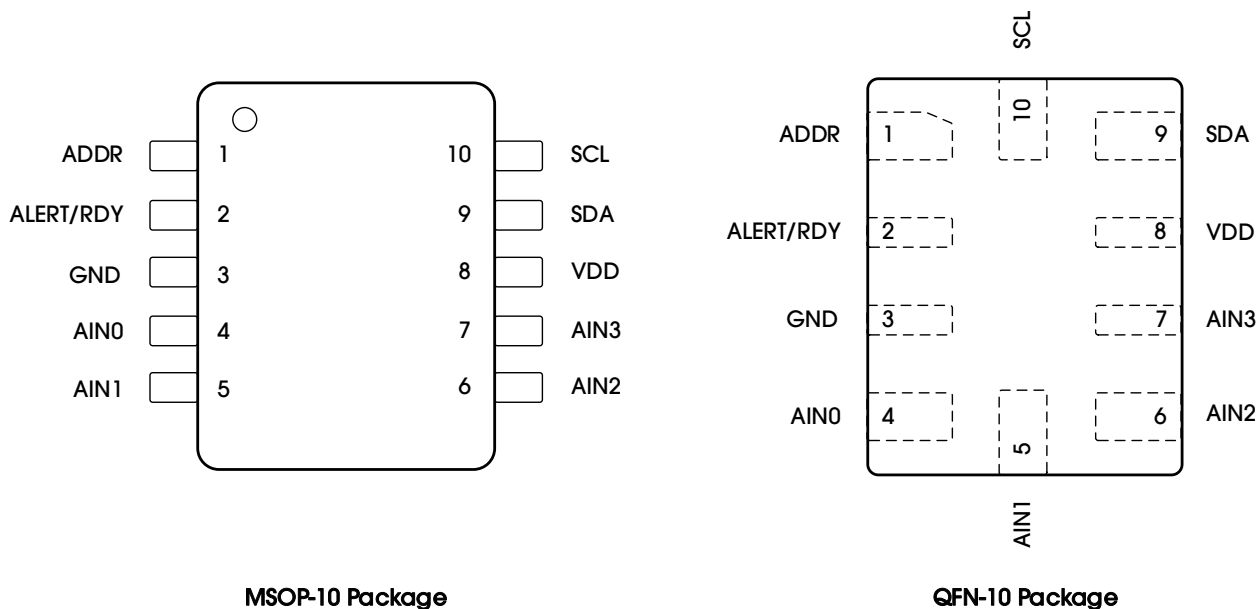 ADDR 1 10 SCL
ALERT/RDY 2 9 SDA
GND 3 8 VDD
AIN0 4 7 AIN3
AIN1 5 6 AIN2
MSOP-10 Package
SCL
10
ADDR 1 9 SDA
ALERT/RDY 2 8 VDD
GND 3 7 AIN3
AIN0 4 6 AIN2
5
AIN1
QFN-10 Package